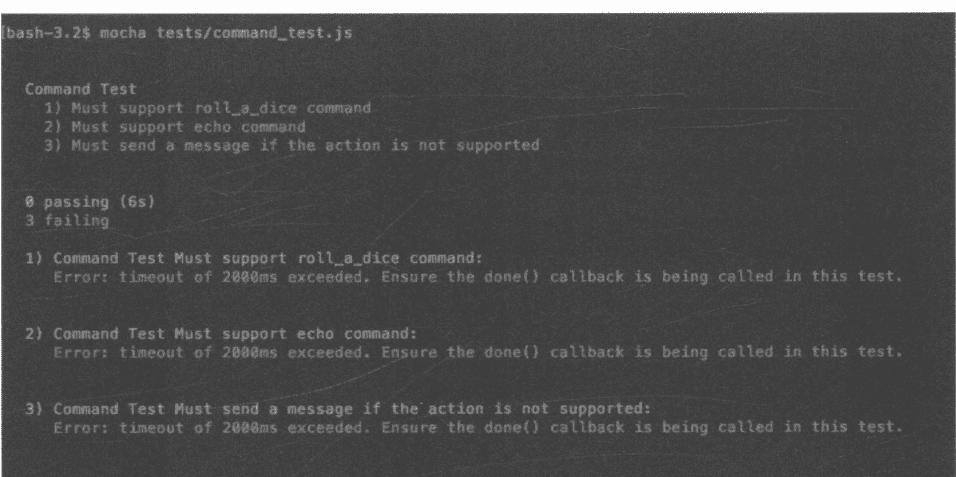 [bash-3.2$ mocha tests/command_test.js
Command Test
1) Must support roll_a_dice command
2) Must support echo command
3) Must send a message if the action is not supported
0 passing (6s)
3 failing
1) Command Test Must support roll_a_dice command:
Error: timeout of 2000ms exceeded. Ensure the done() callback is being called in this test.
2) Command Test Must support echo command:
Error: timeout of 2000ms exceeded. Ensure the done() callback is being called in this test.
3) Command Test Must send a message if the action is not supported:
Error: timeout of 2000ms exceeded. Ensure the done() callback is being called in this test.